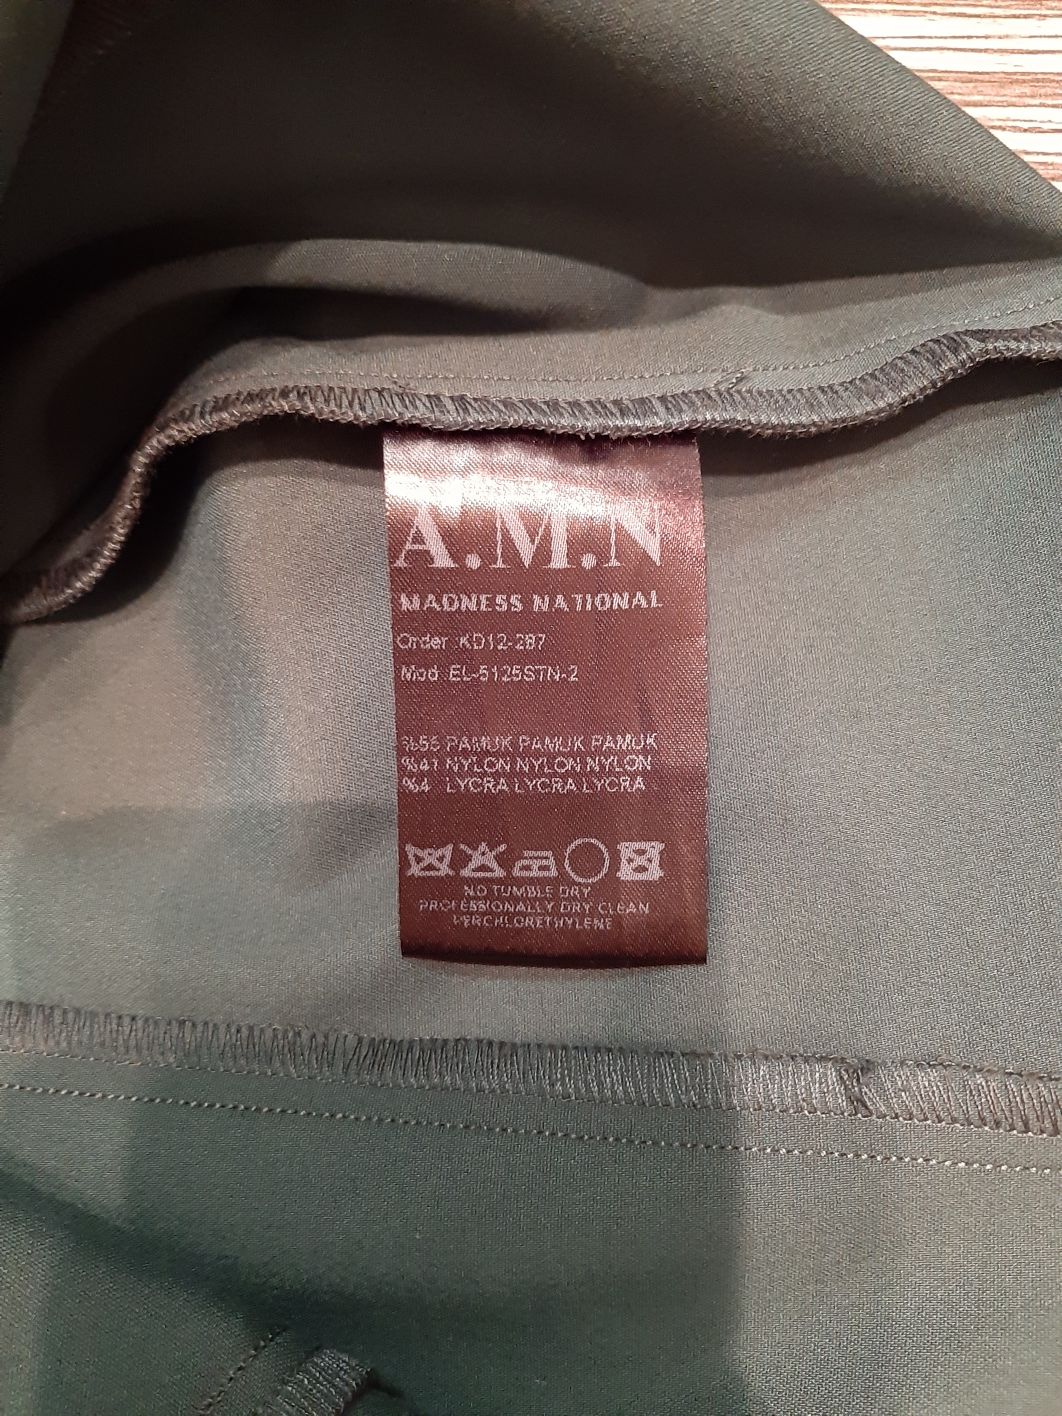 A.M.N
MADNESS NATIONAL
Order KD12-287
Mod EL-5125STN-2
%55 PAMUK PAMUK PAMUK
%41 NYLON NYLON NYLON
%4 LYCRA LYCRA LYCRA
NO TUMBLE DRY
PROFESSIONALLY DRY CLEAN
PERCHLORETHYLENE